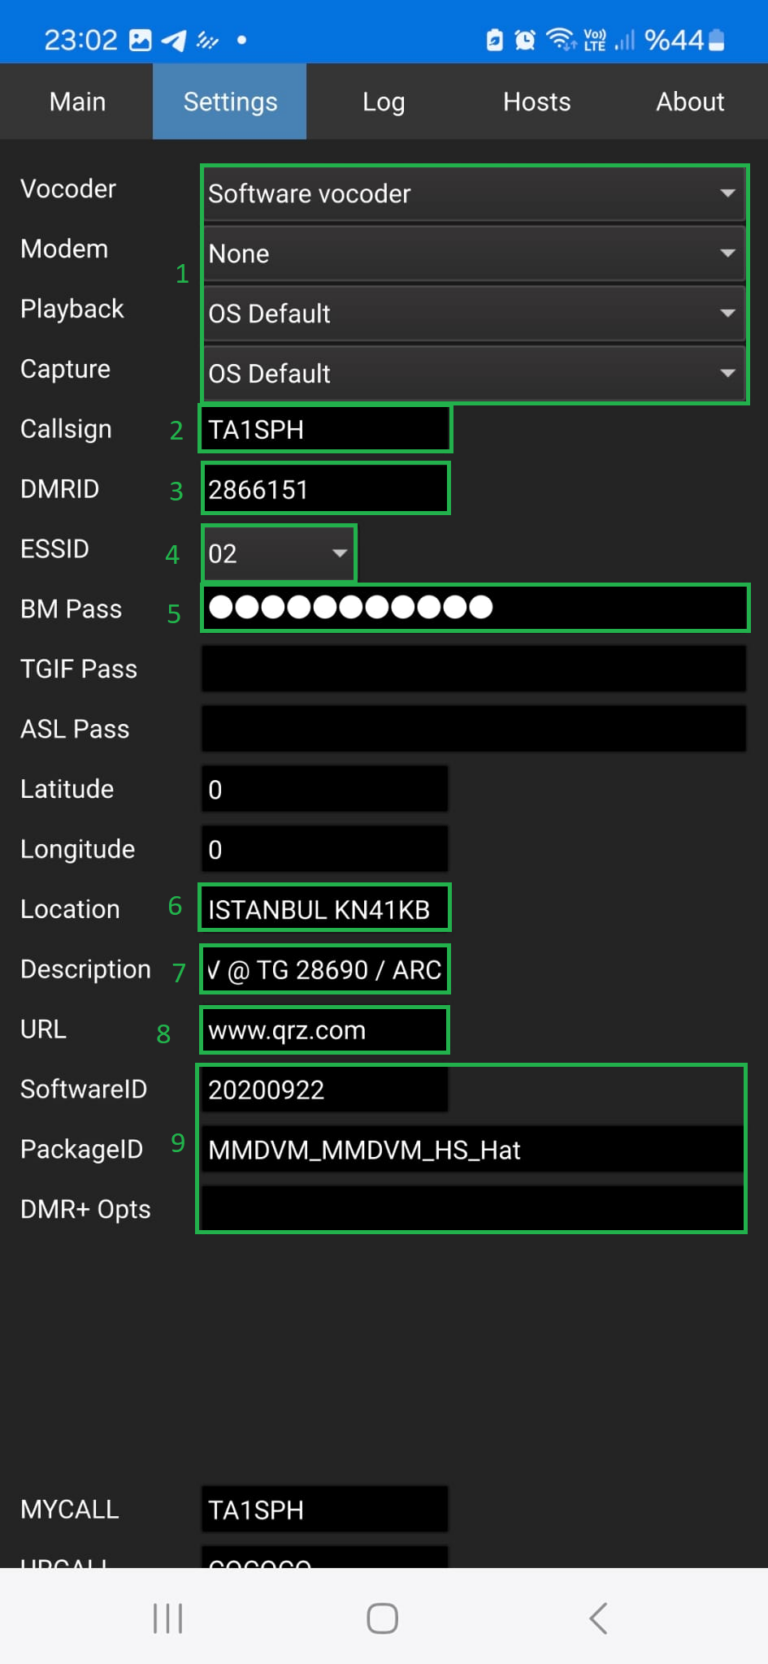 23:02 Vo)) LTE %44
Main Settings Log Hosts About
Vocoder Software vocoder
Modem None
1
Playback OS Default
Capture OS Default
Callsign 2 TA1SPH
DMRID 3 2866151
ESSID 4 02
BM Pass 5 ●●●●●●●●●●●
TGIF Pass
ASL Pass
Latitude 0
Longitude 0
Location 6 ISTANBUL KN41KB
Description 7 @ TG 28690 / ARC
URL 8 www.qrz.com
SoftwareID 20200922
PackageID 9 MMDVM_MMDVM_HS_Hat
DMR+ Opts
MYCALL TA1SPH